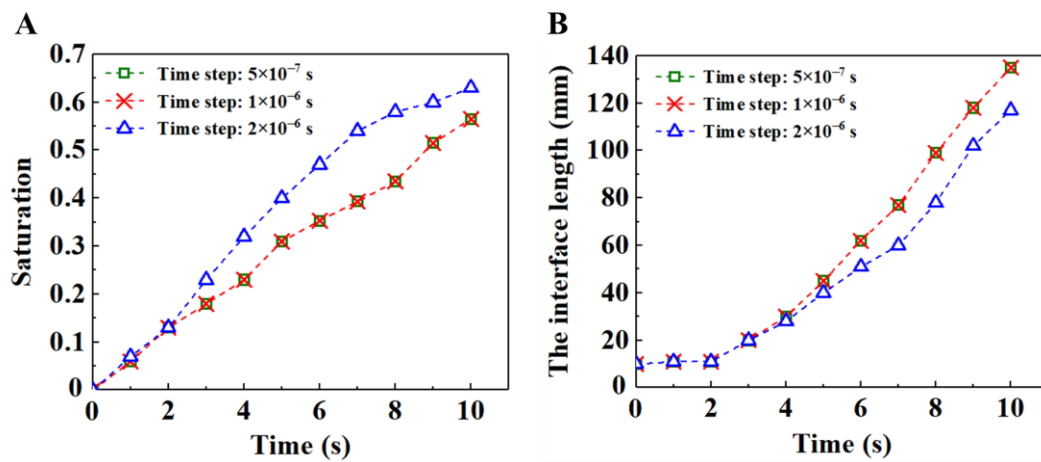 A
Saturation
0.7
0.6
0.5
0.4
0.3
0.2
0.1
0
Time step: 5×10⁻⁷ s
Time step: 1×10⁻⁶ s
Time step: 2×10⁻⁶ s
0 2 4 6 8 10
Time (s)
B
The interface length (mm)
140
120
100
80
60
40
20
0
Time step: 5×10⁻⁷ s
Time step: 1×10⁻⁶ s
Time step: 2×10⁻⁶ s
0 2 4 6 8 10
Time (s)